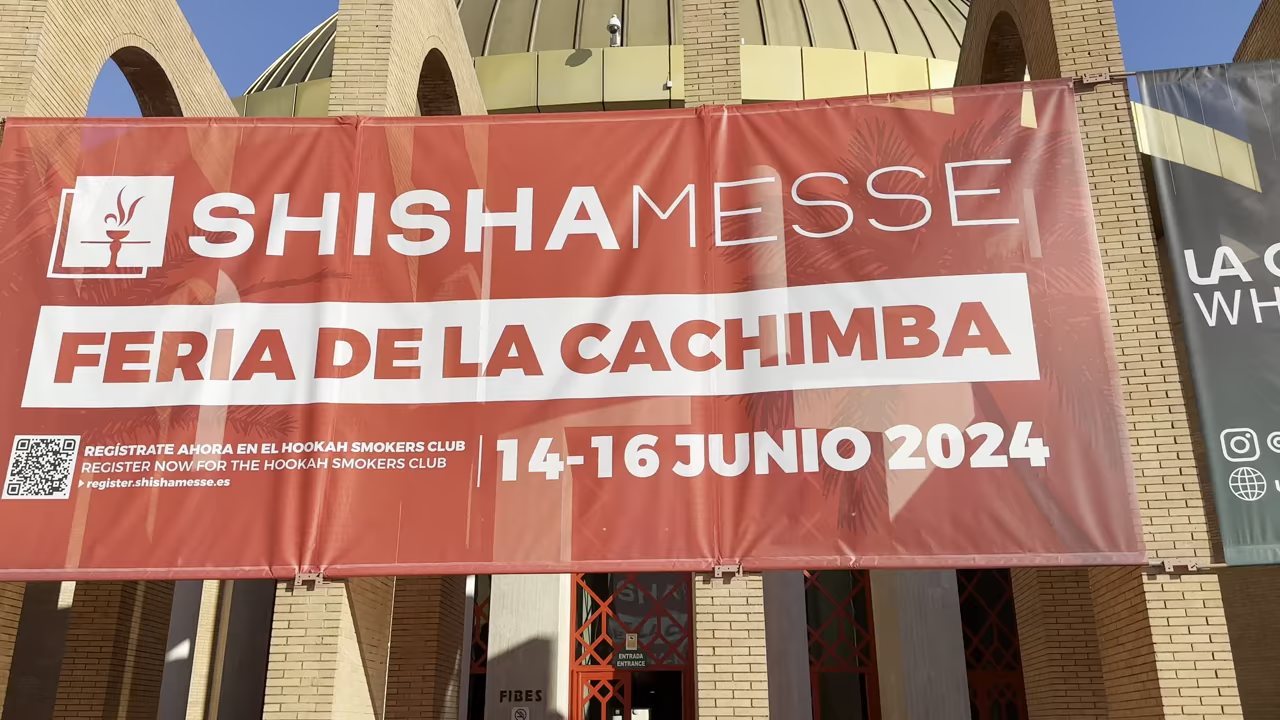 SHISHAMESSE
FERIA DE LA CACHIMBA
REGÍSTRATE AHORA EN EL HOOKAH SMOKERS CLUB
REGISTER NOW FOR THE HOOKAH SMOKERS CLUB
register.shishamesse.es
14-16 JUNIO 2024
LA
WH
ENTRADA
ENTRANCE
FIBES